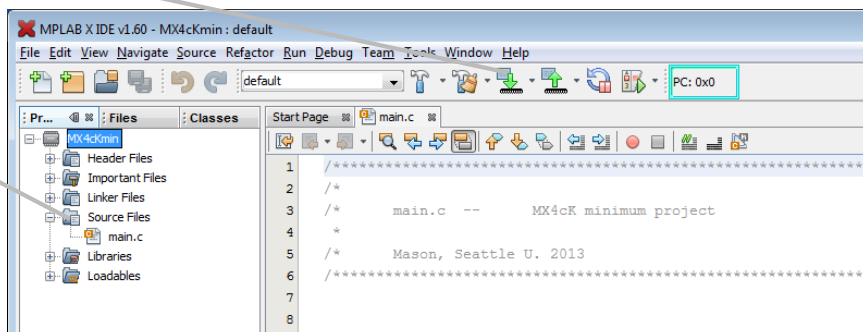 MPLAB X IDE v1.60 - MX4cKmin : default
File Edit View Navigate Source Refactor Run Debug Team Tools Window Help
default PC: 0x0
Pr... Files Classes Start Page main.c
MX4cKmin
Header Files
Important Files
Linker Files
Source Files
main.c
Libraries
Loadables
1 /****************************************************************
2 /*
3 /* main.c -- MX4cK minimum project
4 *
5 /* Mason, Seattle U. 2013
6 /****************************************************************
7
8